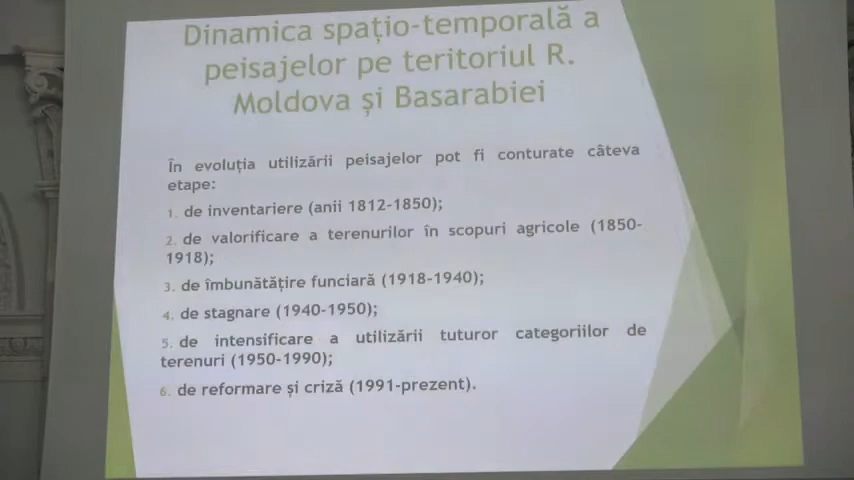 Dinamica spațio-temporală a
peisajelor pe teritoriul R.
Moldova și Basarabiei
În evoluția utilizării peisajelor pot fi conturate câteva
etape:
1. de inventariere (anii 1812-1850);
2. de valorificare a terenurilor în scopuri agricole (1850-
1918);
3. de îmbunătățire funciară (1918-1940);
4. de stagnare (1940-1950);
5. de intensificare a utilizării tuturor categoriilor de
terenuri (1950-1990);
6. de reformare și criză (1991-prezent).